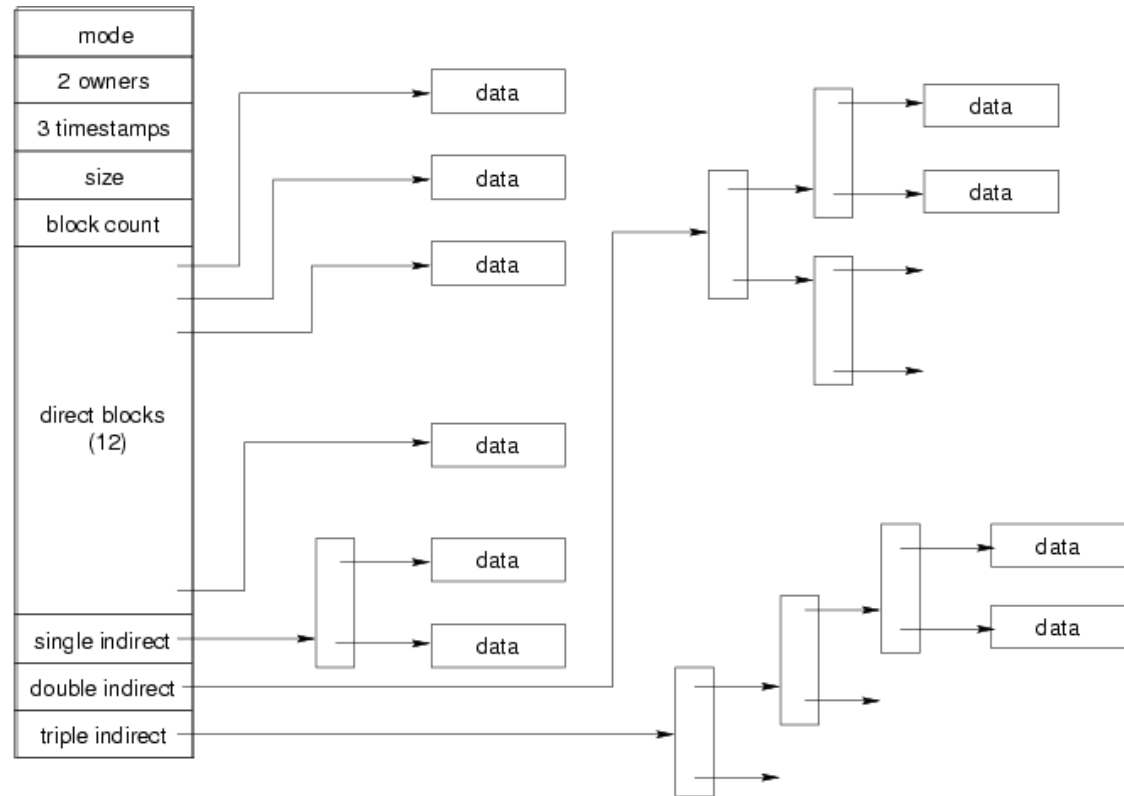 mode
2 owners
3 timestamps
size
block count
direct blocks
(12)
single indirect
double indirect
triple indirect
data
data
data
data
data
data
data
data
data
data